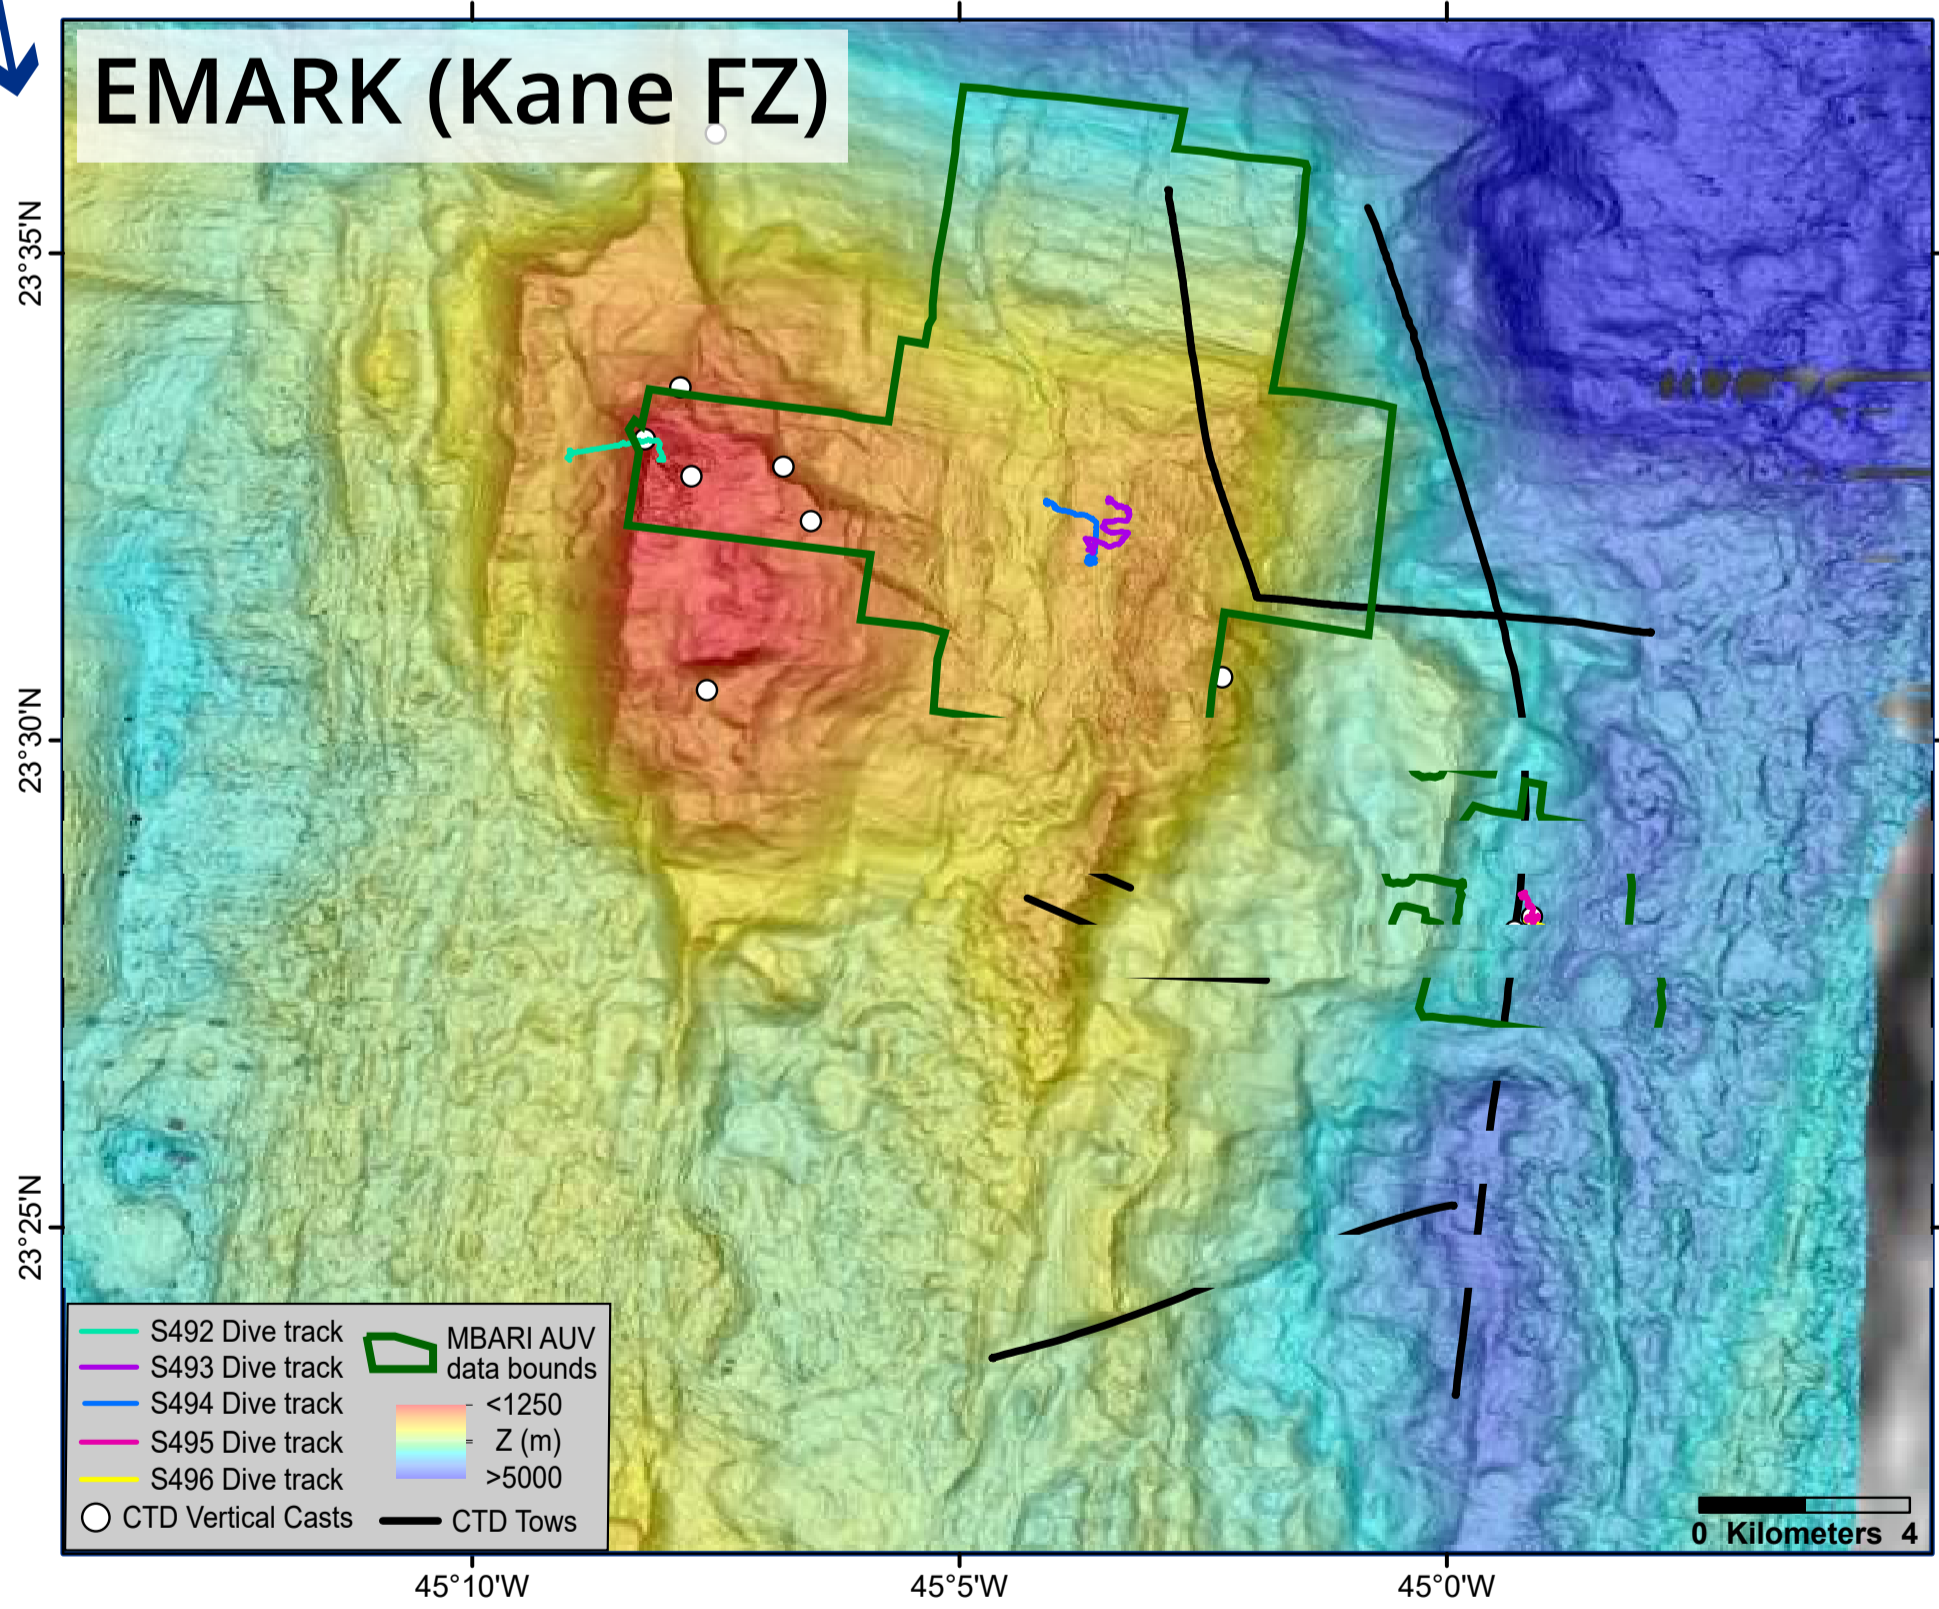 EMARK (Kane FZ)
23°35'N
23°30'N
23°25'N
S492 Dive track
S493 Dive track
S494 Dive track
S495 Dive track
S496 Dive track
CTD Vertical Casts
MBARI AUV
data bounds
<1250
Z (m)
>5000
CTD Tows
0 Kilometers 4
45°10'W
45°5'W
45°0'W